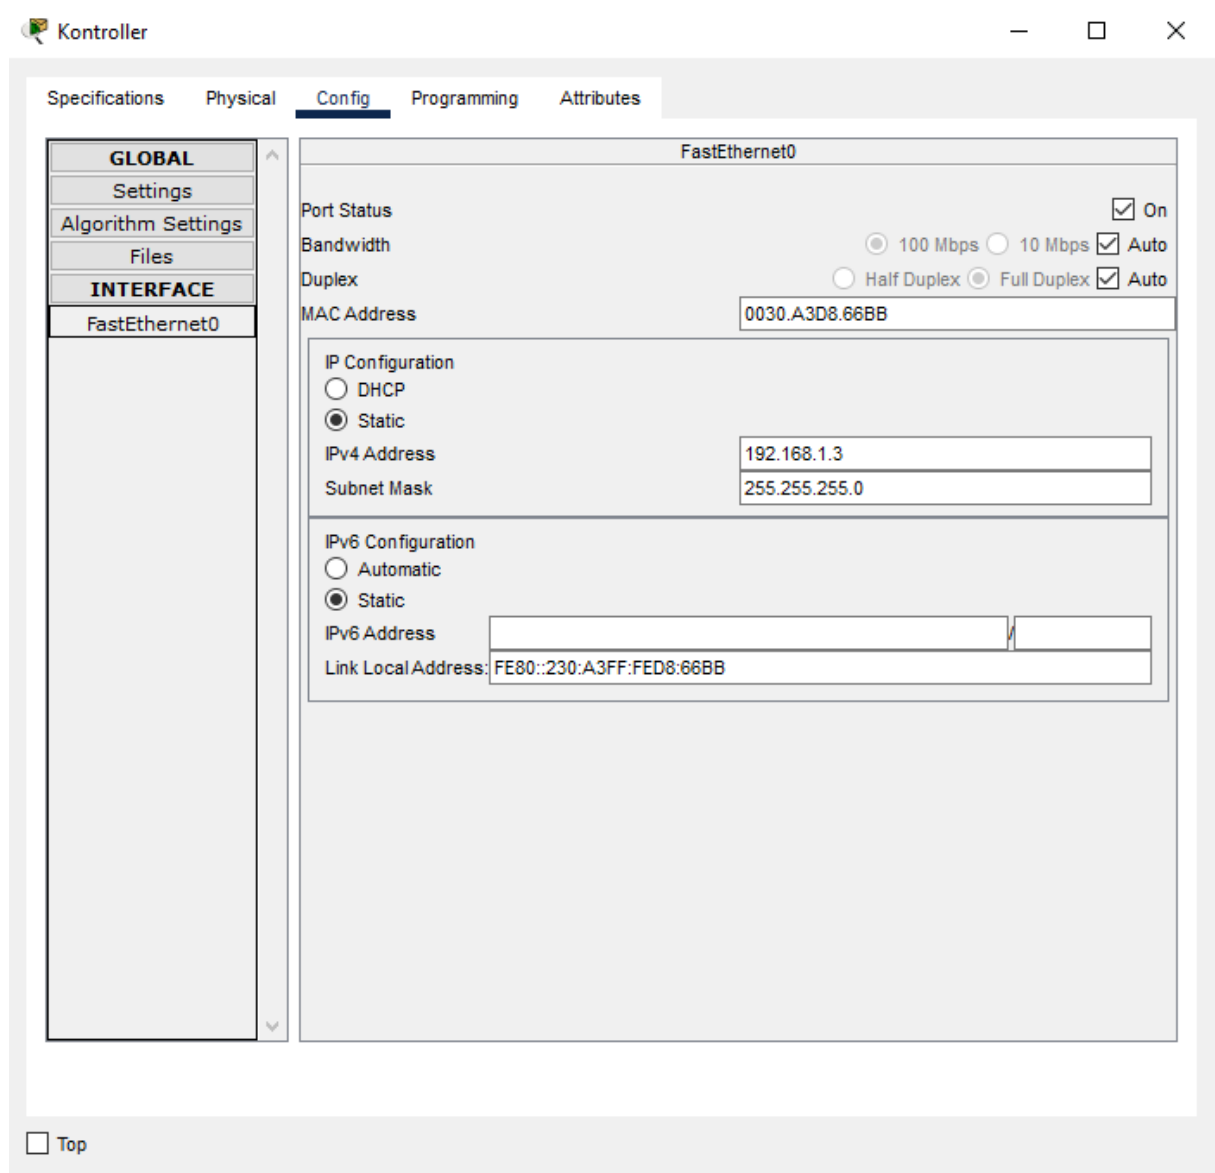 Kontroller
Specifications Physical Config Programming Attributes
GLOBAL
Settings
Algorithm Settings
Files
INTERFACE
FastEthernet0
FastEthernet0
Port Status On
Bandwidth 100 Mbps 10 Mbps Auto
Duplex Half Duplex Full Duplex Auto
MAC Address 0030.A3D8.66BB
IP Configuration
DHCP
Static
IPv4 Address 192.168.1.3
Subnet Mask 255.255.255.0
IPv6 Configuration
Automatic
Static
IPv6 Address /
Link Local Address: FE80::230:A3FF:FED8:66BB
Top